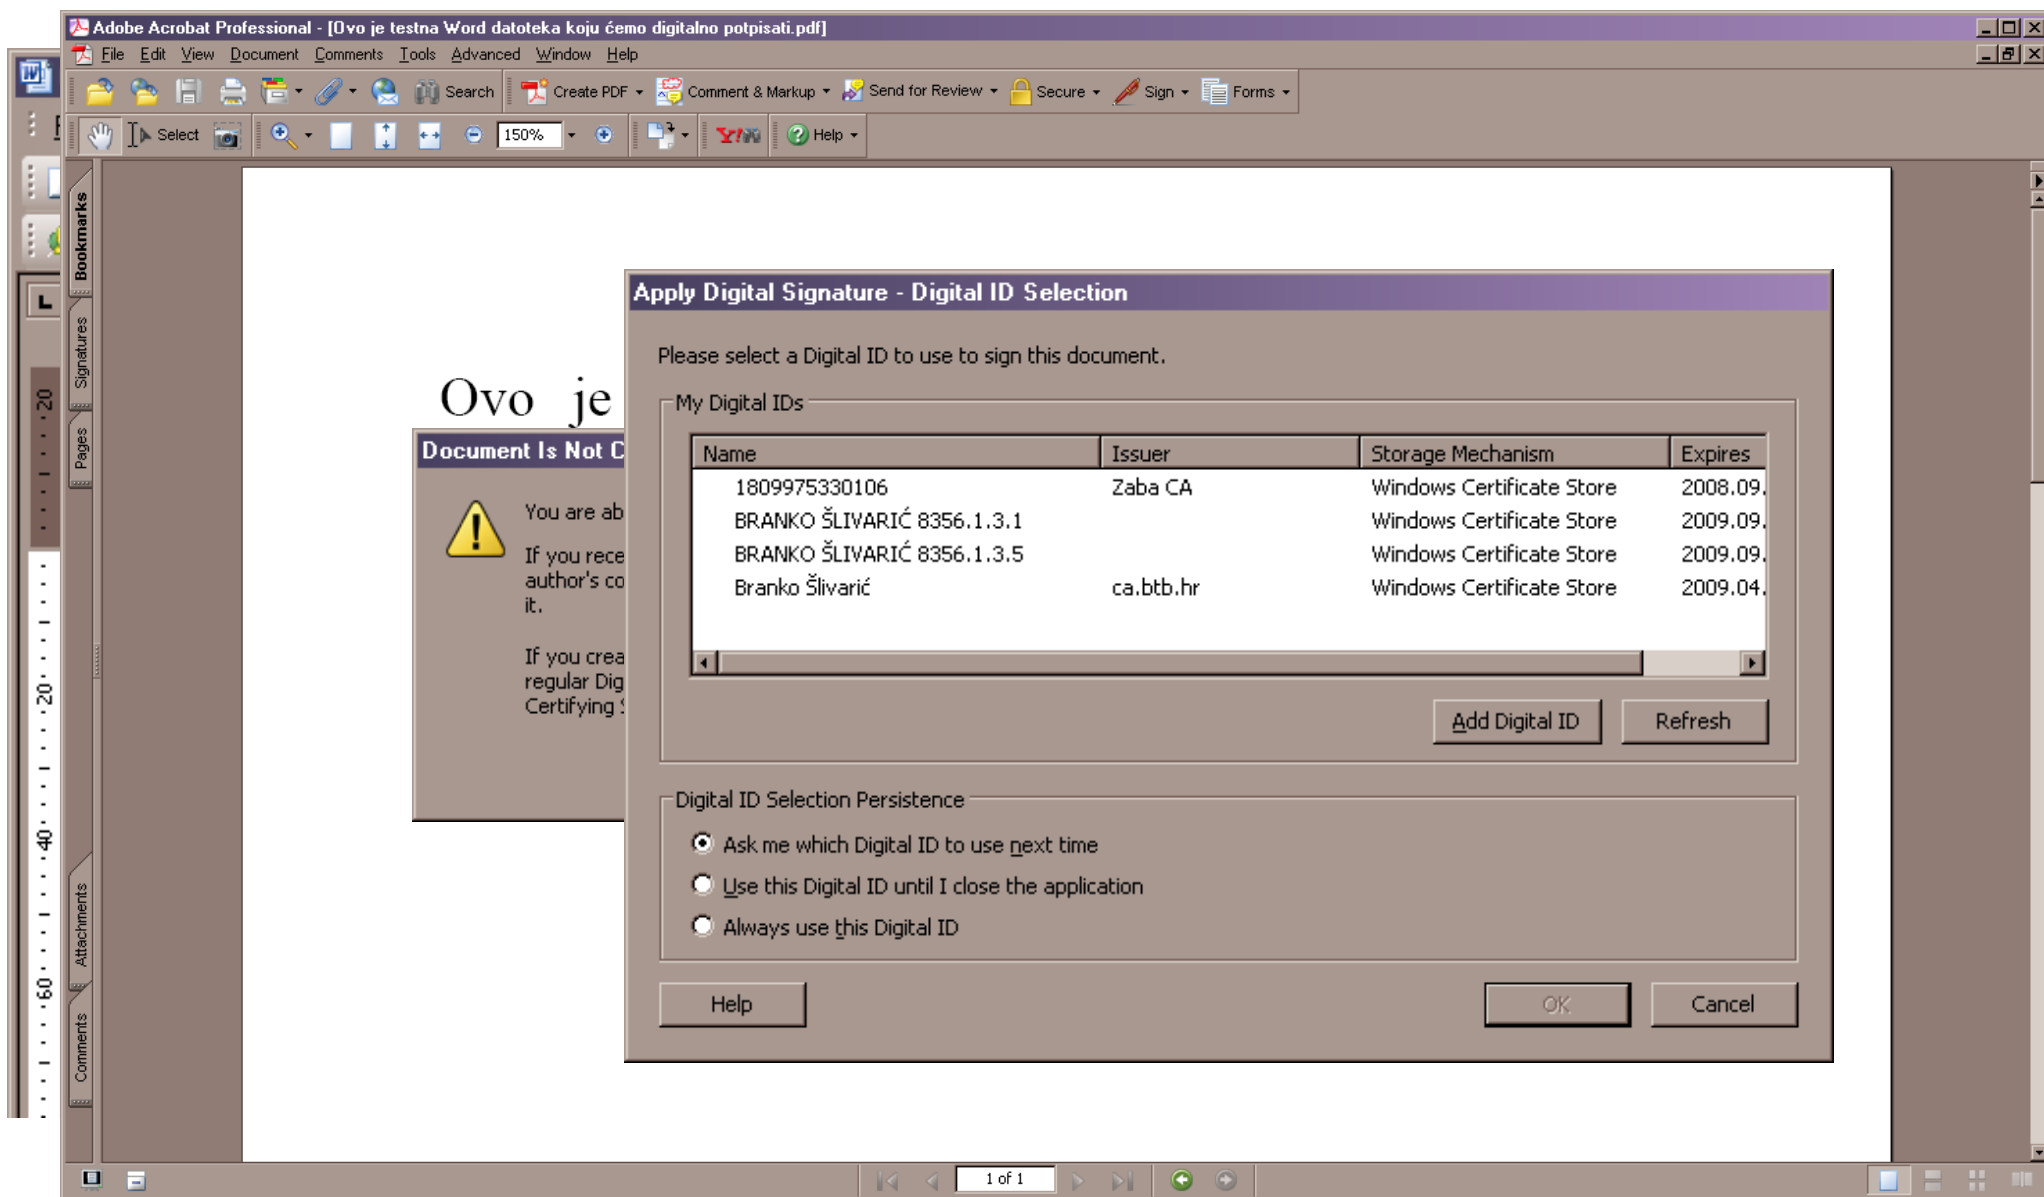 Adobe Acrobat Professional - [Ovo je testna Word datoteka koju ćemo digitalno potpisati.pdf]
File Edit View Document Comments Tools Advanced Window Help
Search Create PDF Comment & Markup Send for Review Secure Sign Forms
Select 150% Y! Help
Bookmarks
Signatures
Pages
Attachments
Comments
20
20
40
60
Ovo je
Document Is Not C
You are ab
If you rece
author's co
it.
If you crea
regular Dig
Certifying
Apply Digital Signature - Digital ID Selection
Please select a Digital ID to use to sign this document.
My Digital IDs
Name Issuer Storage Mechanism Expires
1809975330106 Zaba CA Windows Certificate Store 2008.09.
BRANKO ŠLIVARIĆ 8356.1.3.1 Windows Certificate Store 2009.09.
BRANKO ŠLIVARIĆ 8356.1.3.5 Windows Certificate Store 2009.09.
Branko Šlivarić ca.btb.hr Windows Certificate Store 2009.04.
Add Digital ID Refresh
Digital ID Selection Persistence
Ask me which Digital ID to use next time
Use this Digital ID until I close the application
Always use this Digital ID
Help OK Cancel
1 of 1